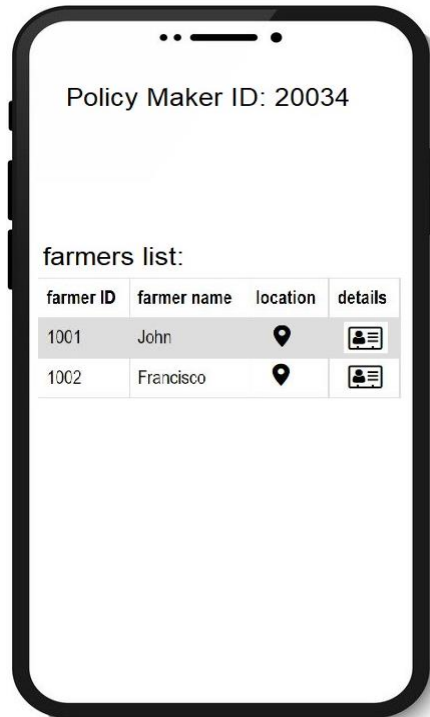 Policy Maker ID: 20034
farmers list:
farmer ID farmer name location details
1001 John
1002 Francisco